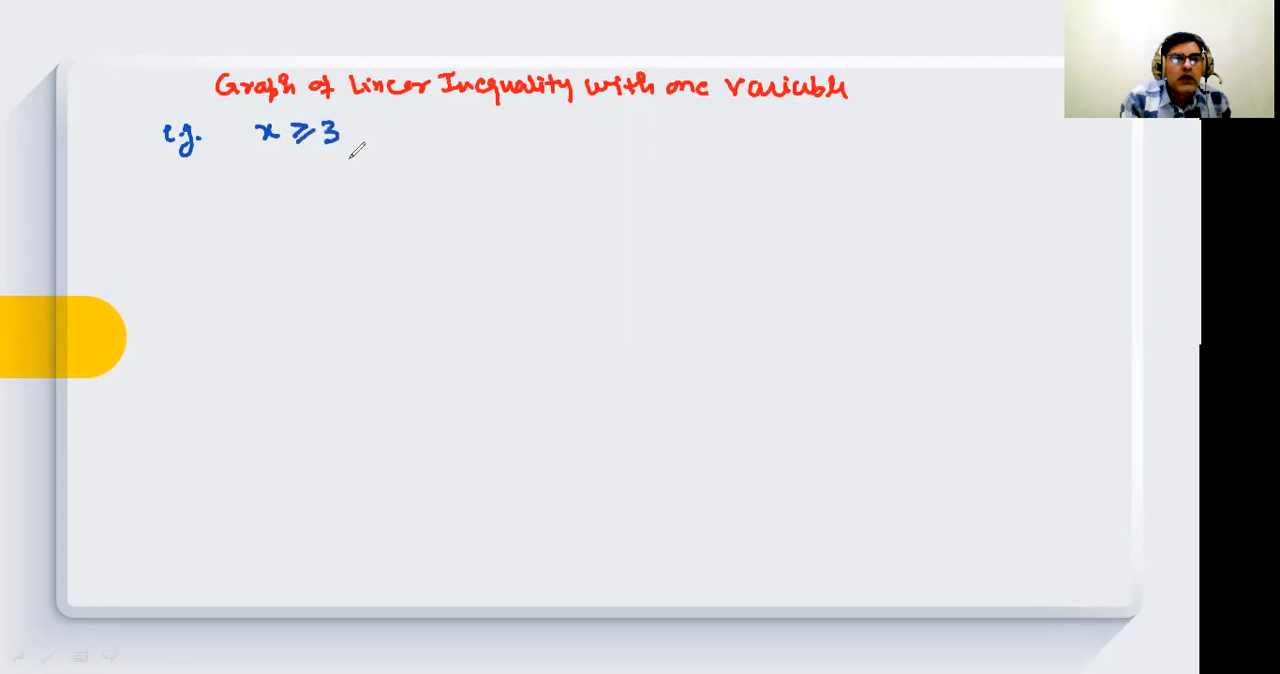 Graph of Linear Inequality with one variable
e.g. x ⩾ 3